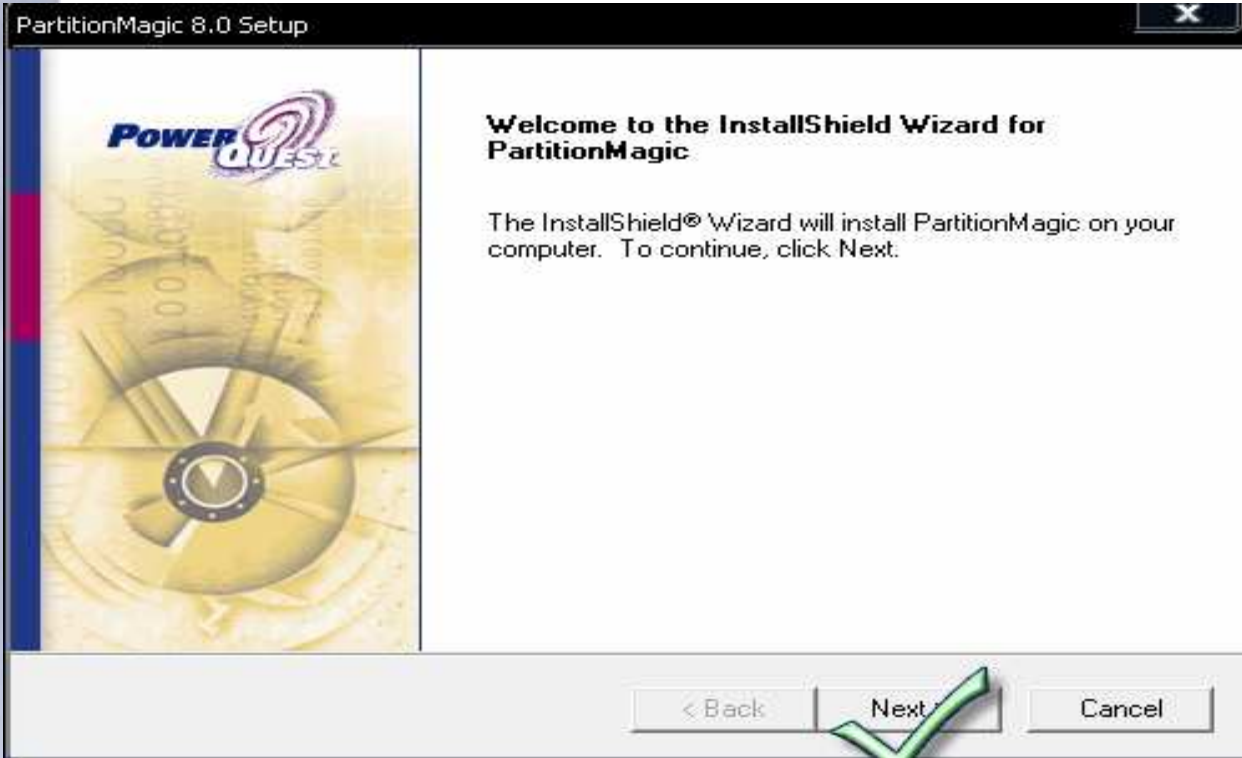 PartitionMagic 8.0 Setup
POWER
QUEST
Welcome to the InstallShield Wizard for
PartitionMagic
The InstallShield® Wizard will install PartitionMagic on your
computer. To continue, click Next.
< Back
Next
Cancel